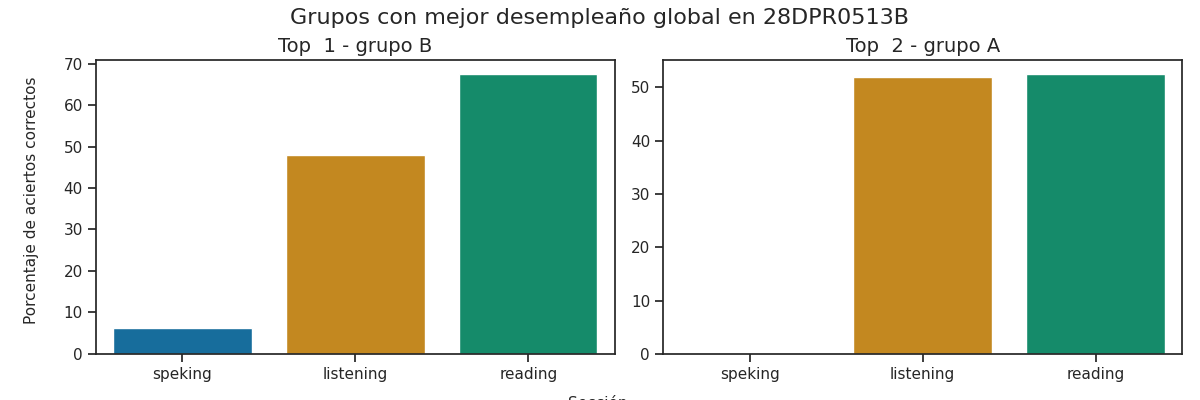 Grupos con mejor desempleaño global en 28DPR0513B
Top  1 - grupo B
Porcentaje de aciertos correctos
70
60
50
40
30
20
10
0
speking
listening
reading
Top  2 - grupo A
50
40
30
20
10
0
speking
listening
reading
Sección